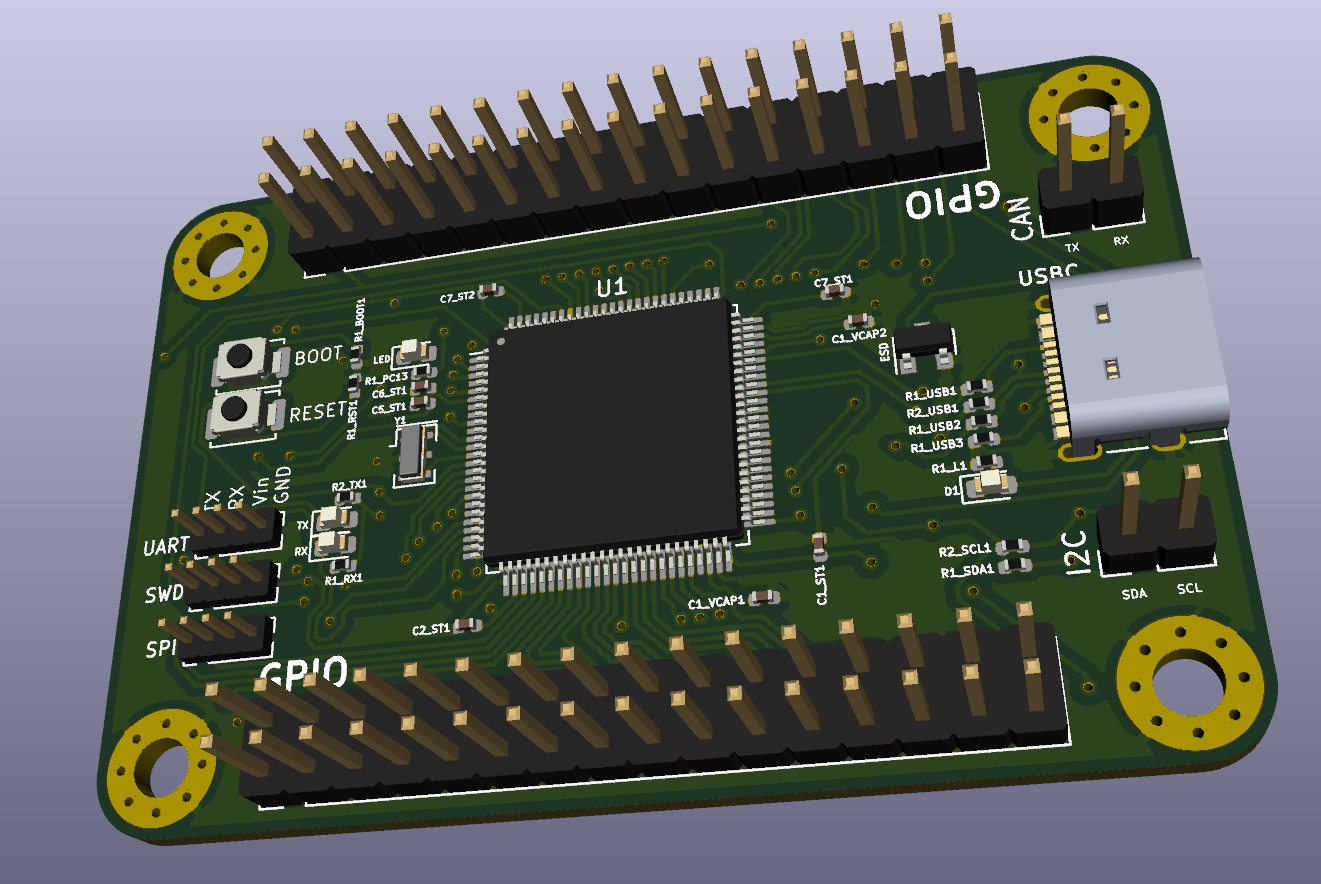 GPIO
CAN
TX
RX
USBC
C7_ST2
U1
C7_ST1
C1_VCAP2
ESD
R1_BOOT1
BOOT
LED
R1_PC13
C6_ST1
C5_ST1
RESET
R1_RST1
Y1
R1_USB1
R2_USB1
R1_USB2
R1_USB3
R1_L1
D1
TX
RX
Vin
GND
R2_TX1
TX
RX
R1_RX1
UART
SWD
SPI
R2_SCL1
R1_SDA1
I2C
SDA
SCL
C1_ST1
C1_VCAP1
C2_ST1
GPIO